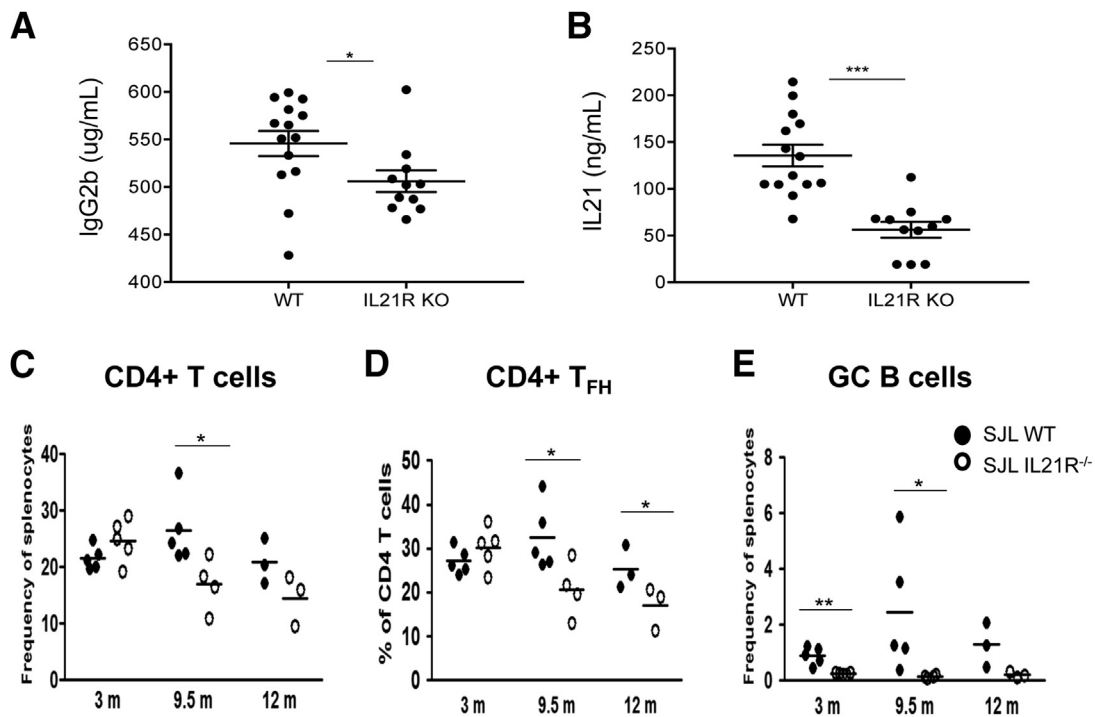 A
IgG2b (ug/mL)
650
600
550
500
450
400
*
WT
IL21R KO
B
IL21 (ng/mL)
250
200
150
100
50
0
***
WT
IL21R KO
C
CD4+ T cells
Frequency of splenocytes
40
30
20
10
0
*
3 m
9.5 m
12 m
D
CD4+ TFH
% of CD4 T cells
50
40
30
20
10
0
*
*
3 m
9.5 m
12 m
E
GC B cells
SJL WT
SJL IL21R-/-
Frequency of splenocytes
8
6
4
2
0
**
*
3 m
9.5 m
12 m